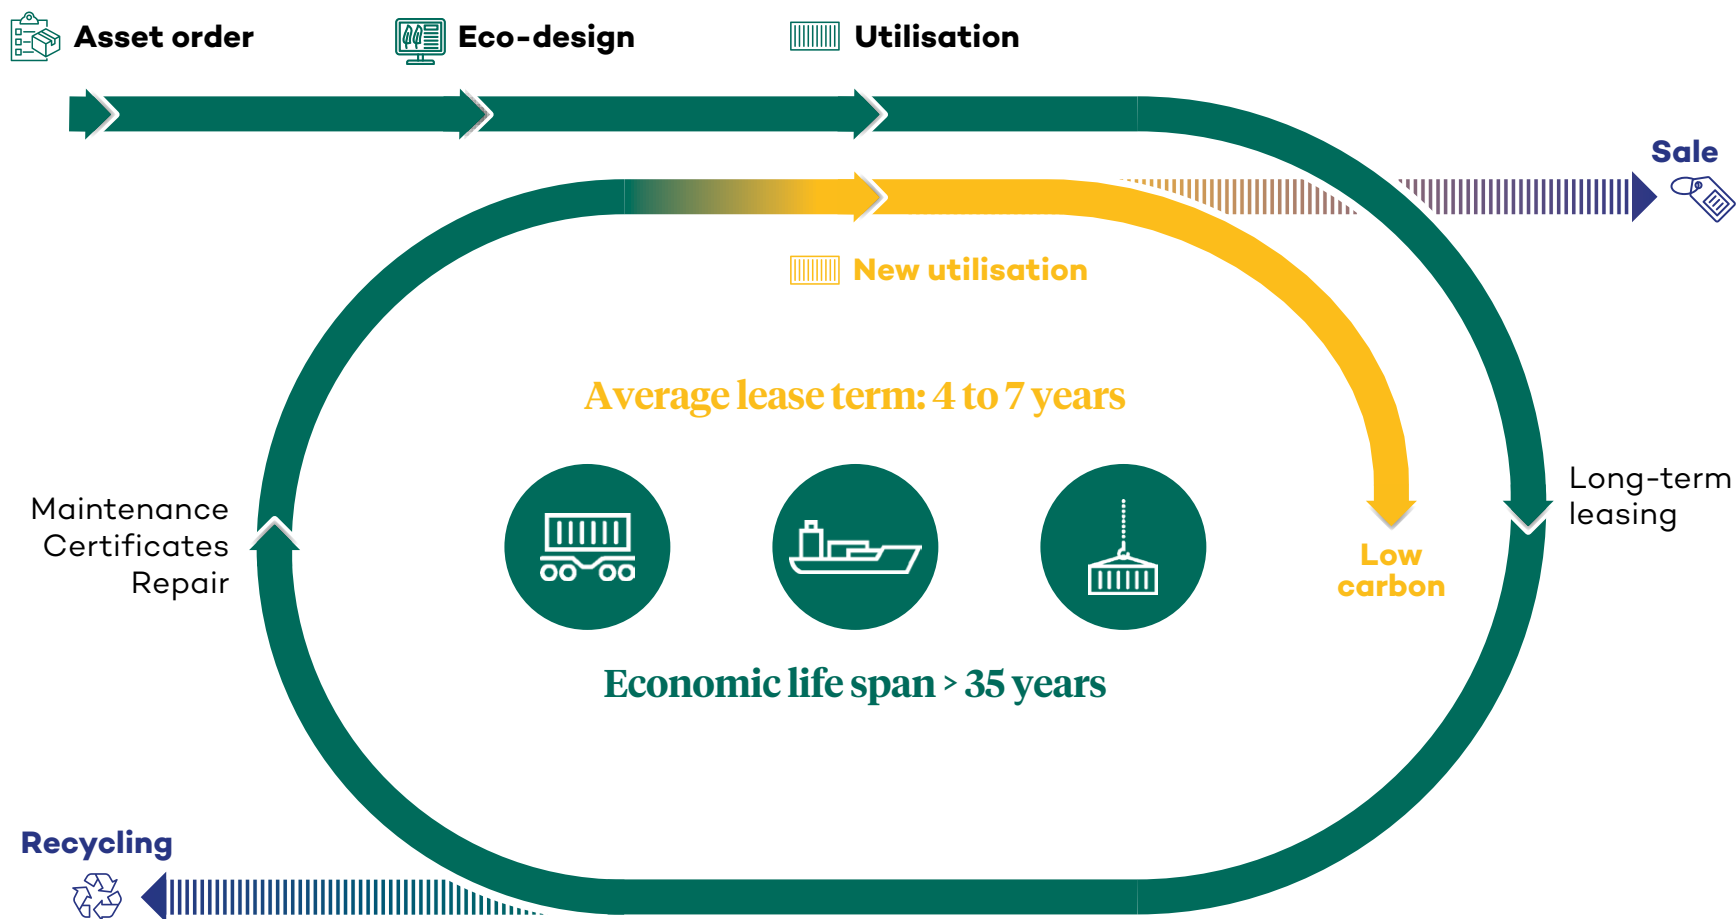 Asset order
Eco-design
Utilisation
Sale
New utilisation
Average lease term: 4 to 7 years
Long-term
leasing
Maintenance
Certificates
Repair
Low
carbon
Economic life span > 35 years
Recycling